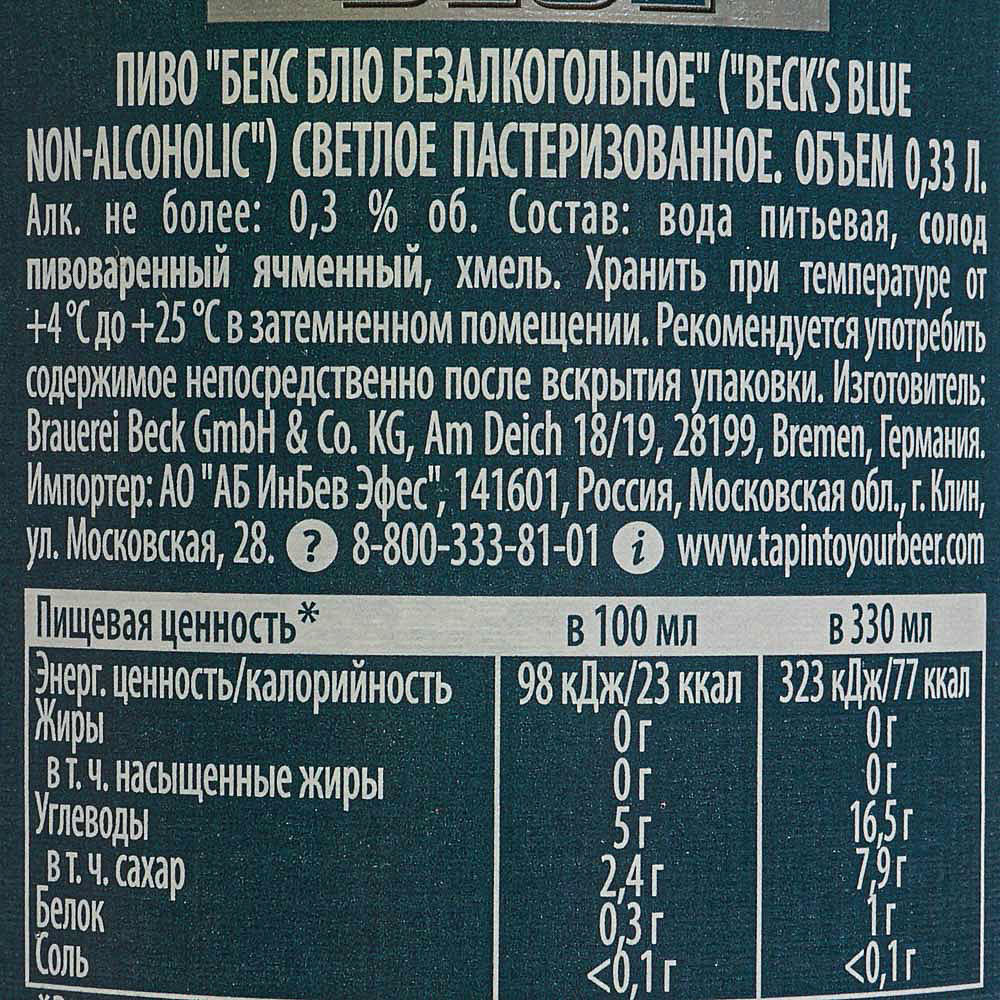 BLUE
ПИВО "БЕКС БЛЮ БЕЗАЛКОГОЛЬНОЕ" ("BECK'S BLUE
NON-ALCOHOLIC") СВЕТЛОЕ ПАСТЕРИЗОВАННОЕ. ОБЪЕМ 0,33 Л.
Алк. не более: 0,3 % об. Состав: вода питьевая, солод
пивоваренный ячменный, хмель. Хранить при температуре от
+4 °С до +25 °С в затемненном помещении. Рекомендуется употребить
содержимое непосредственно после вскрытия упаковки. Изготовитель:
Brauerei Beck GmbH & Co. KG, Am Deich 18/19, 28199, Bremen, Германия.
Импортер: АО "АБ ИнБев Эфес", 141601, Россия, Московская обл., г. Клин,
ул. Московская, 28. ? 8-800-333-81-01 i www.tapintoyourbeer.com
Пищевая ценность* в 100 мл в 330 мл
Энерг. ценность/калорийность 98 кДж/23 ккал 323 кДж/77 ккал
Жиры 0 г 0 г
в т. ч. насыщенные жиры 0 г 0 г
Углеводы 5 г 16,5 г
в т. ч. сахар 2,4 г 7,9 г
Белок 0,3 г 1 г
Соль <0,1 г <0,1 г